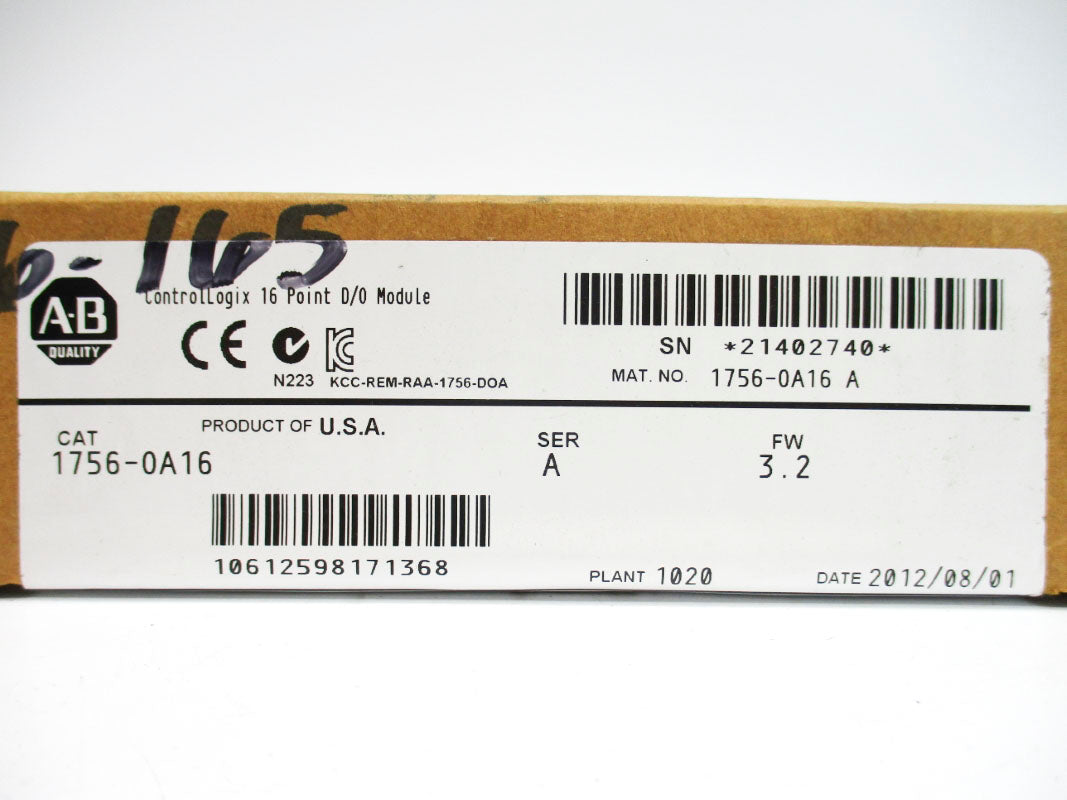 6-165
A-B
QUALITY
ControlLogix 16 Point D/O Module
CE
N223 KCC-REM-RAA-1756-DOA
SN *21402740*
MAT. NO. 1756-OA16 A
PRODUCT OF U.S.A.
CAT
1756-OA16
SER
A
FW
3.2
10612598171368
PLANT 1020
DATE 2012/08/01